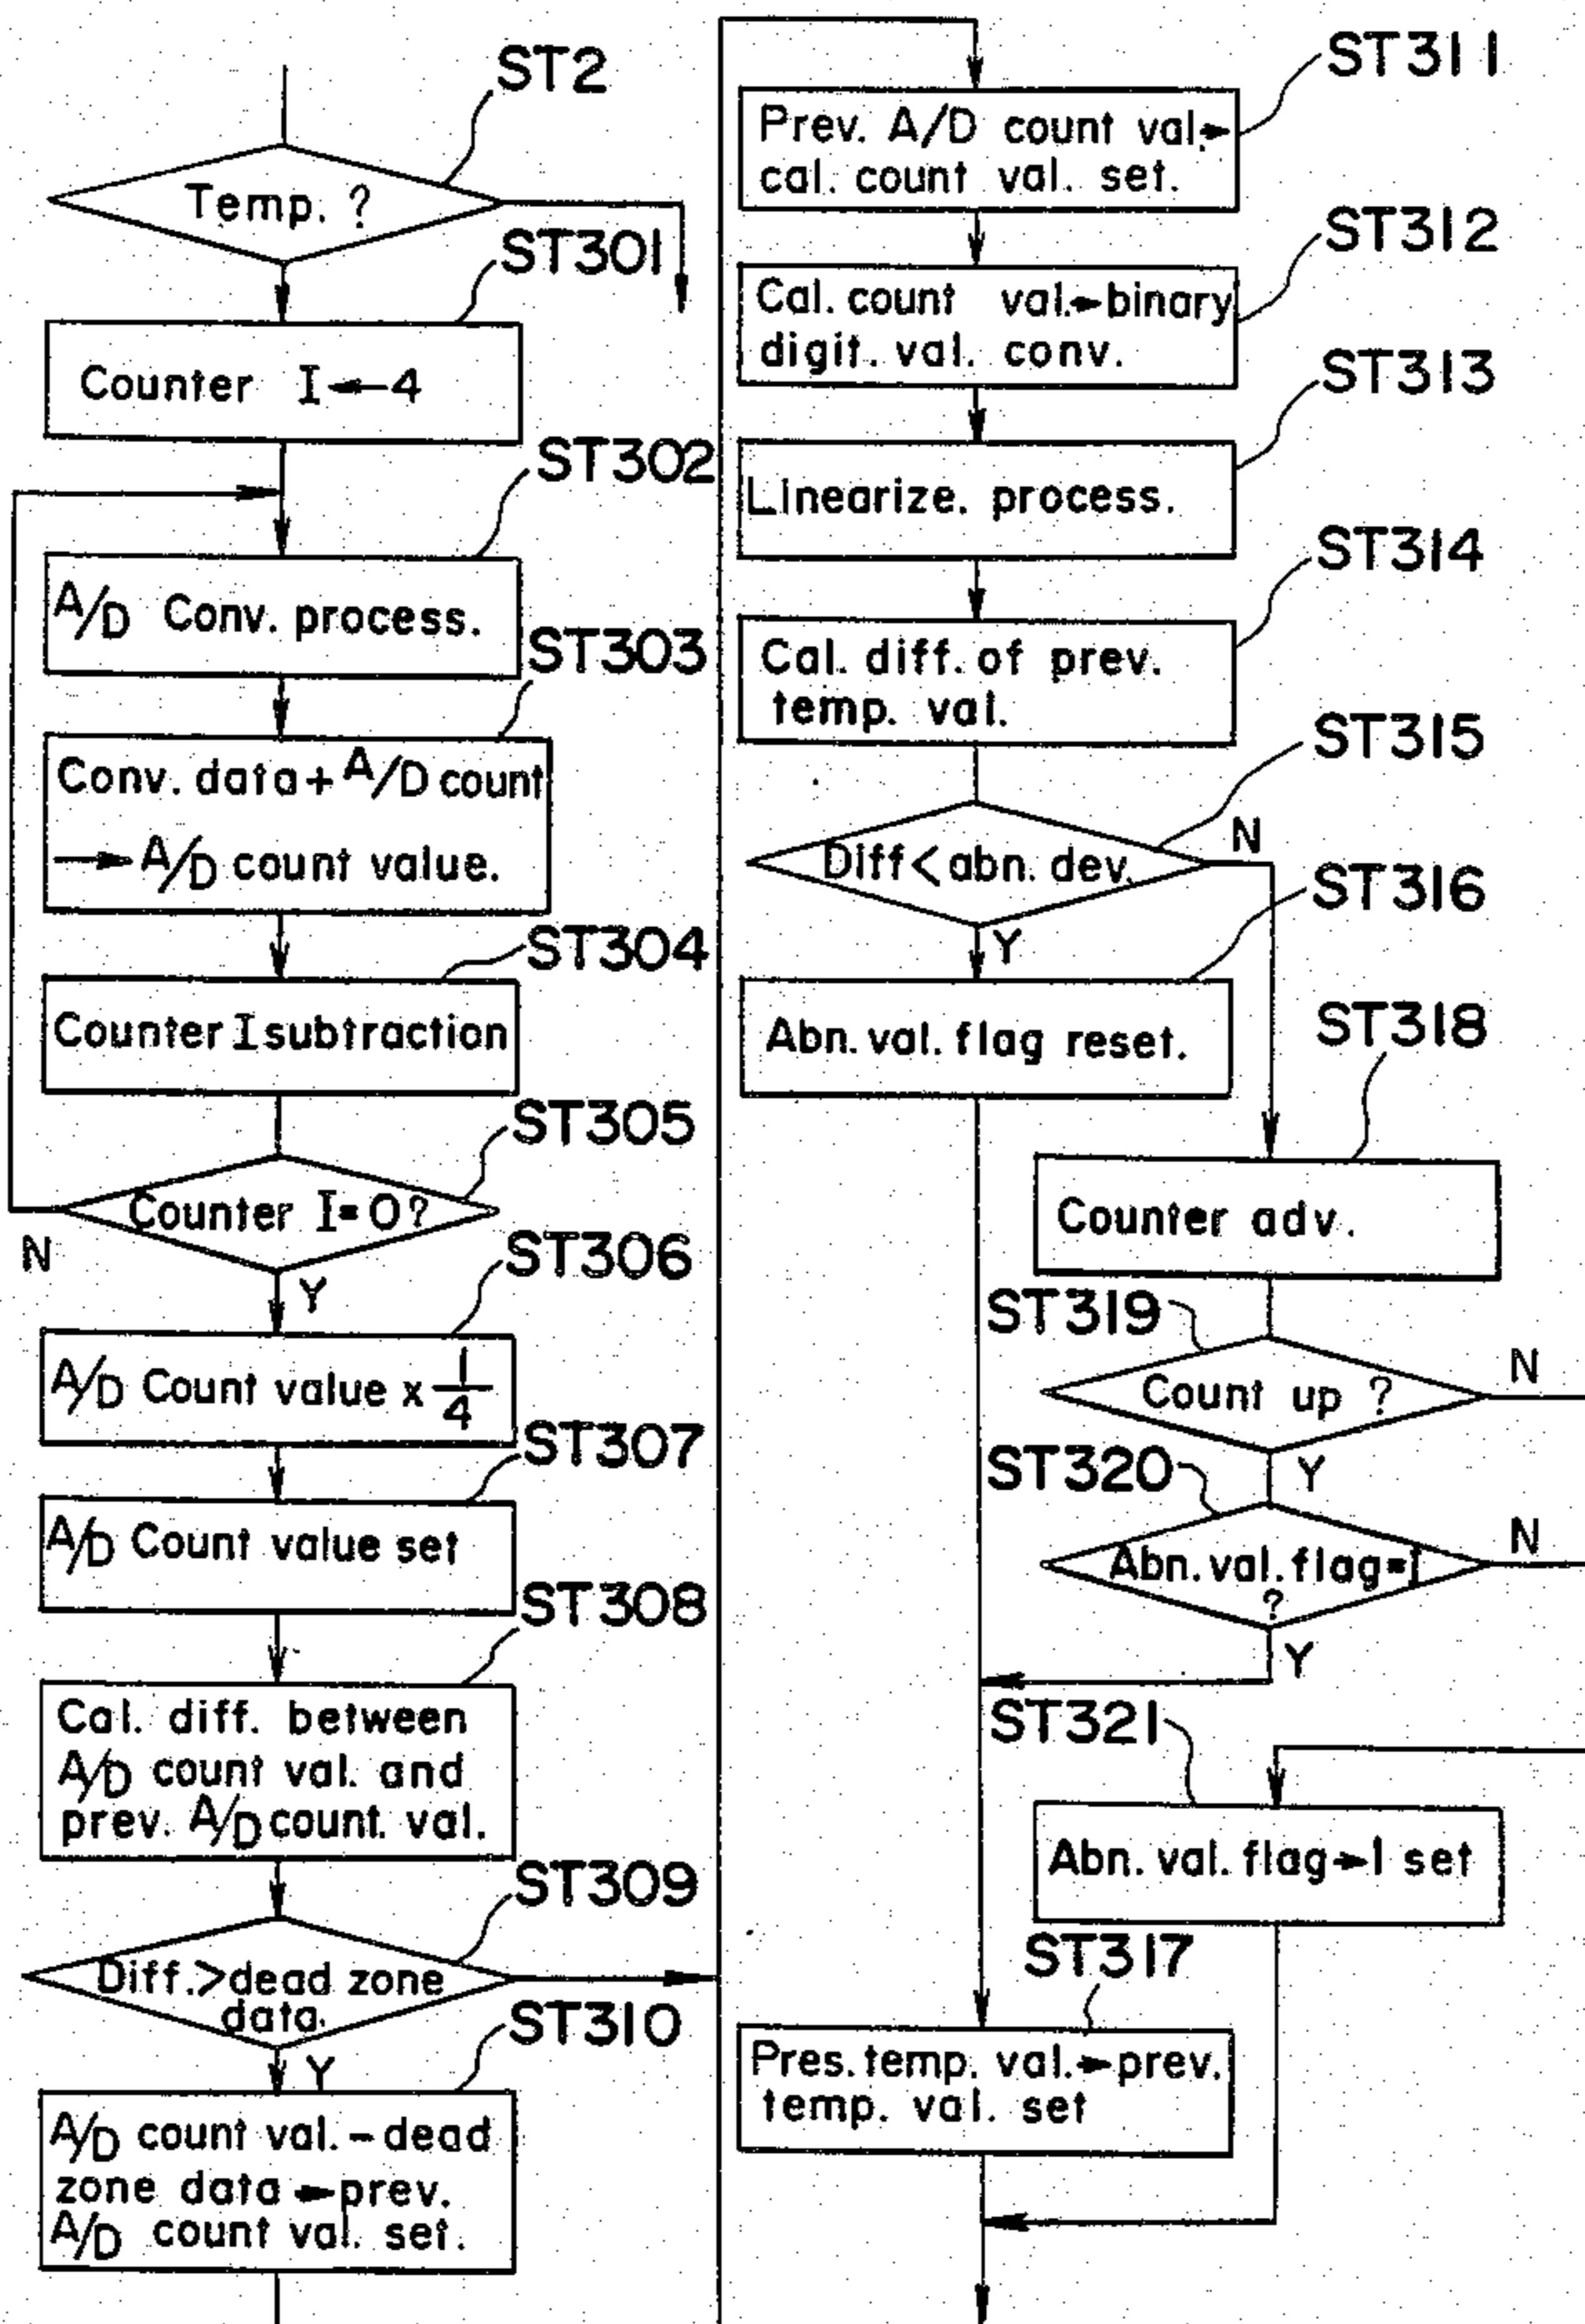 ST2
Temp. ?
ST301
Counter I←4
ST302
A/D Conv. process.
ST303
Conv. data + A/D count
→ A/D count value.
ST304
Counter I subtraction
ST305
Counter I=0?
N
Y
ST306
A/D Count value x 1/4
ST307
A/D Count value set
ST308
Cal. diff. between
A/D count val. and
prev. A/D count. val.
ST309
Diff.>dead zone
data.
Y
ST310
A/D count val. - dead
zone data → prev.
A/D count val. set.
ST311
Prev. A/D count val.→
cal. count val. set.
ST312
Cal. count val.→binary
digit. val. conv.
ST313
Linearize. process.
ST314
Cal. diff. of prev.
temp. val.
ST315
Diff < abn. dev.
N
Y
ST316
Abn. val. flag reset.
ST318
Counter adv.
ST319
Count up ?
N
Y
ST320
Abn. val. flag=1
?
N
Y
ST321
Abn. val. flag→1 set
ST317
Pres. temp. val.→prev.
temp. val. set